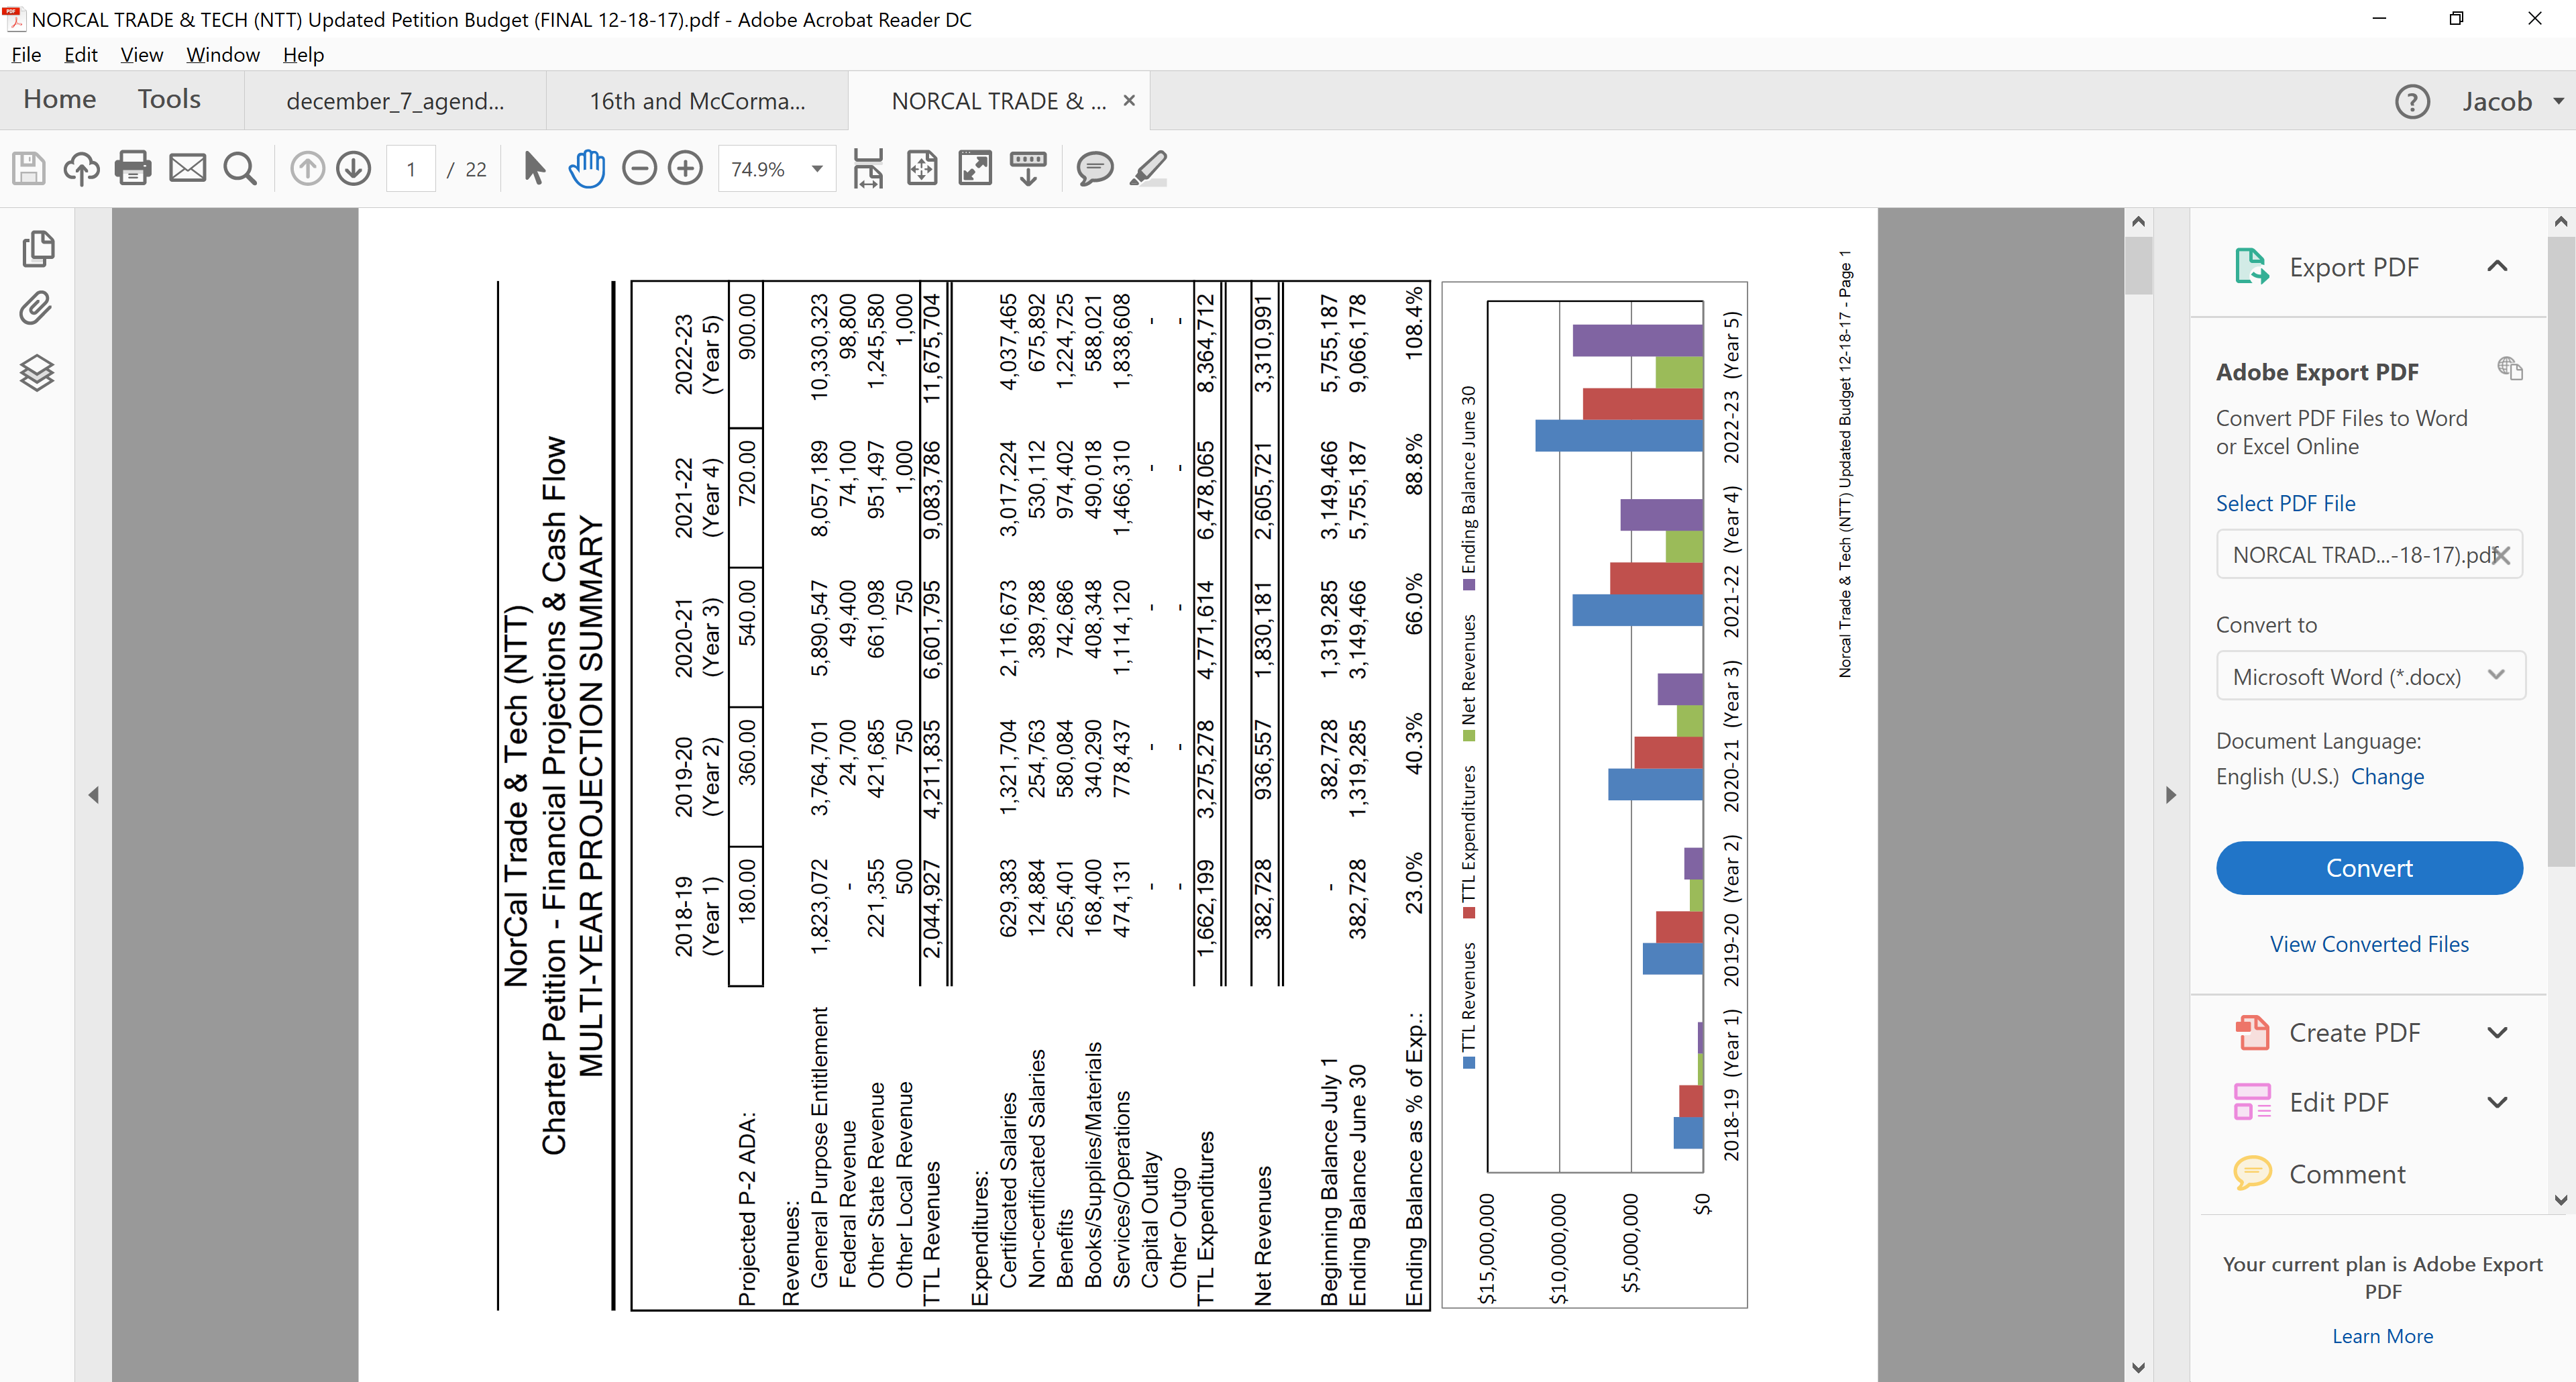 NORCAL TRADE & TECH (NTT) Updated Petition Budget (FINAL 12-18-17).pdf - Adobe Acrobat Reader DC
File Edit View Window Help
Home Tools december_7_agend... 16th and McCorma... NORCAL TRADE & ... Jacob
1 / 22 74.9%
NorCal Trade & Tech (NTT)
Charter Petition - Financial Projections & Cash Flow
MULTI-YEAR PROJECTION SUMMARY
2018-19 2019-20 2020-21 2021-22 2022-23
(Year 1) (Year 2) (Year 3) (Year 4) (Year 5)
Projected P-2 ADA: 180.00 360.00 540.00 720.00 900.00
Revenues:
General Purpose Entitlement 1,823,072 3,764,701 5,890,547 8,057,189 10,330,323
Federal Revenue - 24,700 49,400 74,100 98,800
Other State Revenue 221,355 421,685 661,098 951,497 1,245,580
Other Local Revenue 500 750 750 1,000 1,000
TTL Revenues 2,044,927 4,211,835 6,601,795 9,083,786 11,675,704
Expenditures:
Certificated Salaries 629,383 1,321,704 2,116,673 3,017,224 4,037,465
Non-certificated Salaries 124,884 254,763 389,788 530,112 675,892
Benefits 265,401 580,084 742,686 974,402 1,224,725
Books/Supplies/Materials 168,400 340,290 408,348 490,018 588,021
Services/Operations 474,131 778,437 1,114,120 1,466,310 1,838,608
Capital Outlay - - - - -
Other Outgo - - - - -
TTL Expenditures 1,662,199 3,275,278 4,771,614 6,478,065 8,364,712
Net Revenues 382,728 936,557 1,830,181 2,605,721 3,310,991
Beginning Balance July 1 - 382,728 1,319,285 3,149,466 5,755,187
Ending Balance June 30 382,728 1,319,285 3,149,466 5,755,187 9,066,178
Ending Balance as % of Exp.: 23.0% 40.3% 66.0% 88.8% 108.4%
TTL Revenues TTL Expenditures Net Revenues Ending Balance June 30
$15,000,000
$10,000,000
$5,000,000
$0
2018-19 (Year 1) 2019-20 (Year 2) 2020-21 (Year 3) 2021-22 (Year 4) 2022-23 (Year 5)
Norcal Trade & Tech (NTT) Updated Budget 12-18-17 - Page 1
Export PDF
Adobe Export PDF
Convert PDF Files to Word
or Excel Online
Select PDF File
NORCAL TRAD...-18-17).pdf
Convert to
Microsoft Word (*.docx)
Document Language:
English (U.S.) Change
Convert
View Converted Files
Create PDF
Edit PDF
Comment
Your current plan is Adobe Export
PDF
Learn More